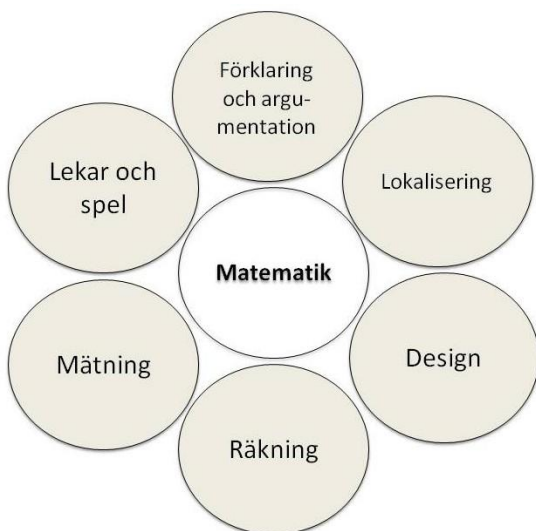 Förklaring
och argu-
mentation
Lekar och
spel
Lokalisering
Matematik
Mätning
Design
Räkning